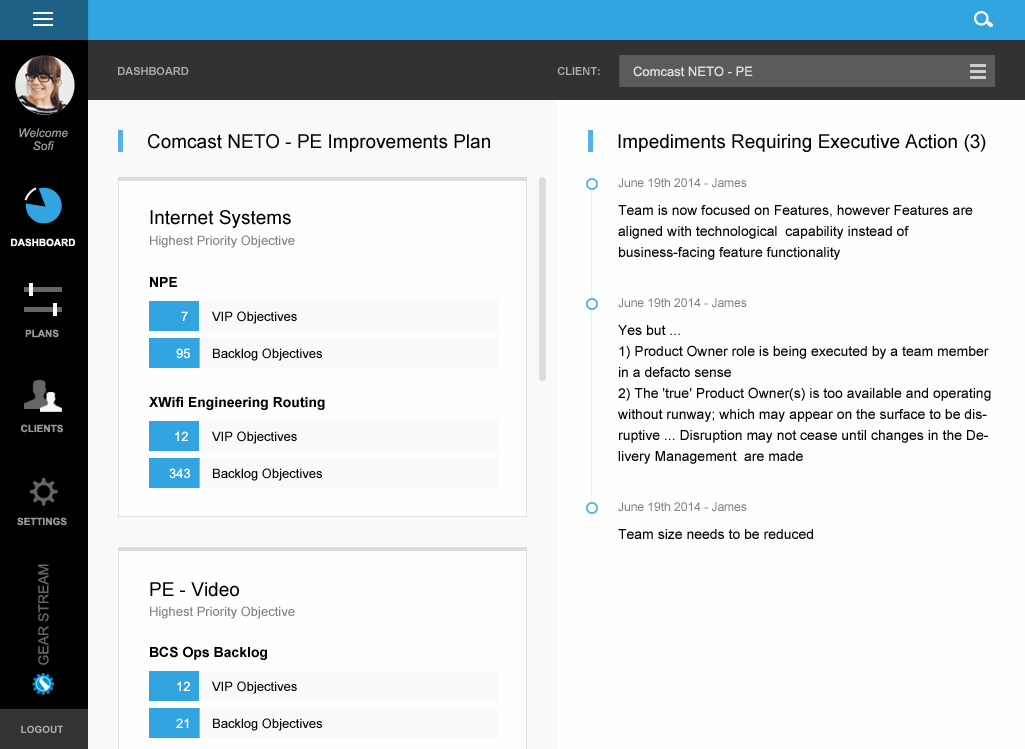 DASHBOARD
CLIENT:
Comcast NETO - PE
Welcome
Sofi
DASHBOARD
PLANS
CLIENTS
SETTINGS
GEAR STREAM
LOGOUT
Comcast NETO - PE Improvements Plan
Internet Systems
Highest Priority Objective
NPE
7 VIP Objectives
95 Backlog Objectives
XWifi Engineering Routing
12 VIP Objectives
343 Backlog Objectives
PE - Video
Highest Priority Objective
BCS Ops Backlog
12 VIP Objectives
21 Backlog Objectives
Impediments Requiring Executive Action (3)
June 19th 2014 - James
Team is now focused on Features, however Features are
aligned with technological  capability instead of
business-facing feature functionality
June 19th 2014 - James
Yes but ...
1) Product Owner role is being executed by a team member
in a defacto sense
2) The 'true' Product Owner(s) is too available and operating
without runway; which may appear on the surface to be dis-
ruptive ... Disruption may not cease until changes in the De-
livery Management  are made
June 19th 2014 - James
Team size needs to be reduced